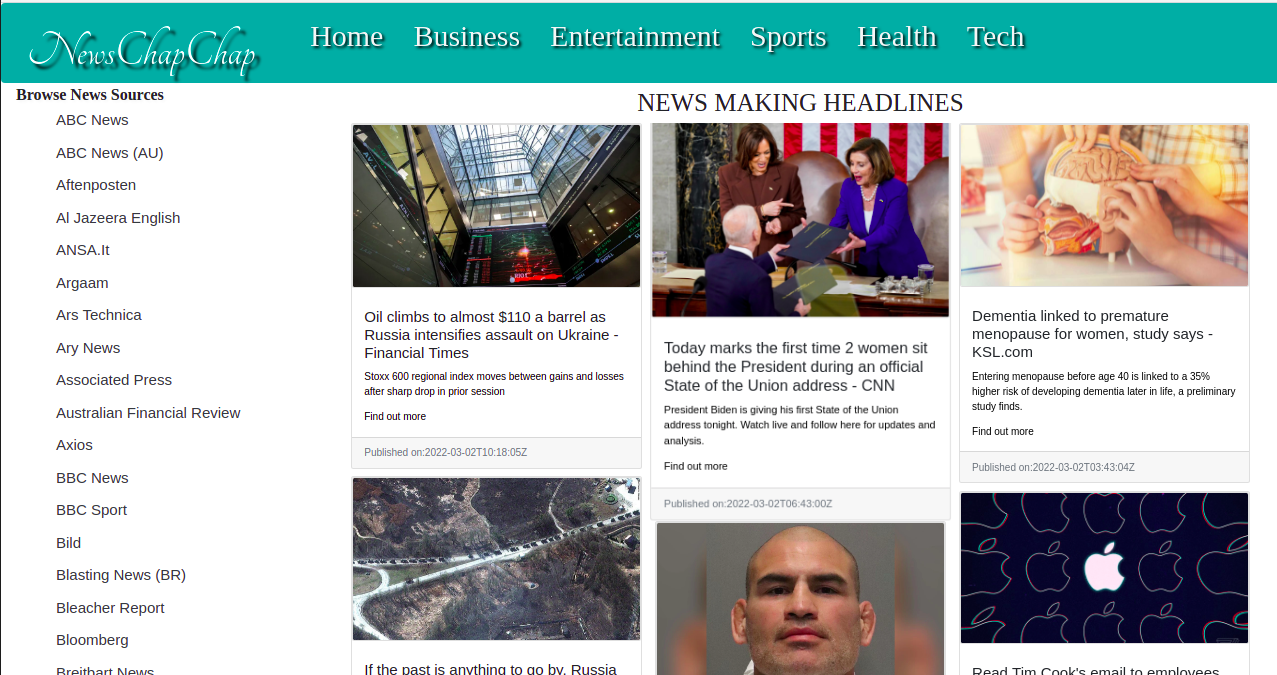 NewsChapChap
Home Business Entertainment Sports Health Tech
Browse News Sources
ABC News
ABC News (AU)
Aftenposten
Al Jazeera English
ANSA.It
Argaam
Ars Technica
Ary News
Associated Press
Australian Financial Review
Axios
BBC News
BBC Sport
Bild
Blasting News (BR)
Bleacher Report
Bloomberg
Breitbart News
NEWS MAKING HEADLINES
Oil climbs to almost $110 a barrel as
Russia intensifies assault on Ukraine -
Financial Times
Stoxx 600 regional index moves between gains and losses
after sharp drop in prior session
Find out more
Published on:2022-03-02T10:18:05Z
Today marks the first time 2 women sit
behind the President during an official
State of the Union address - CNN
President Biden is giving his first State of the Union
address tonight. Watch live and follow here for updates and
analysis.
Find out more
Published on:2022-03-02T06:43:00Z
Dementia linked to premature
menopause for women, study says -
KSL.com
Entering menopause before age 40 is linked to a 35%
higher risk of developing dementia later in life, a preliminary
study finds.
Find out more
Published on:2022-03-02T03:43:04Z
If the past is anything to go by, Russia
Read Tim Cook's email to employees